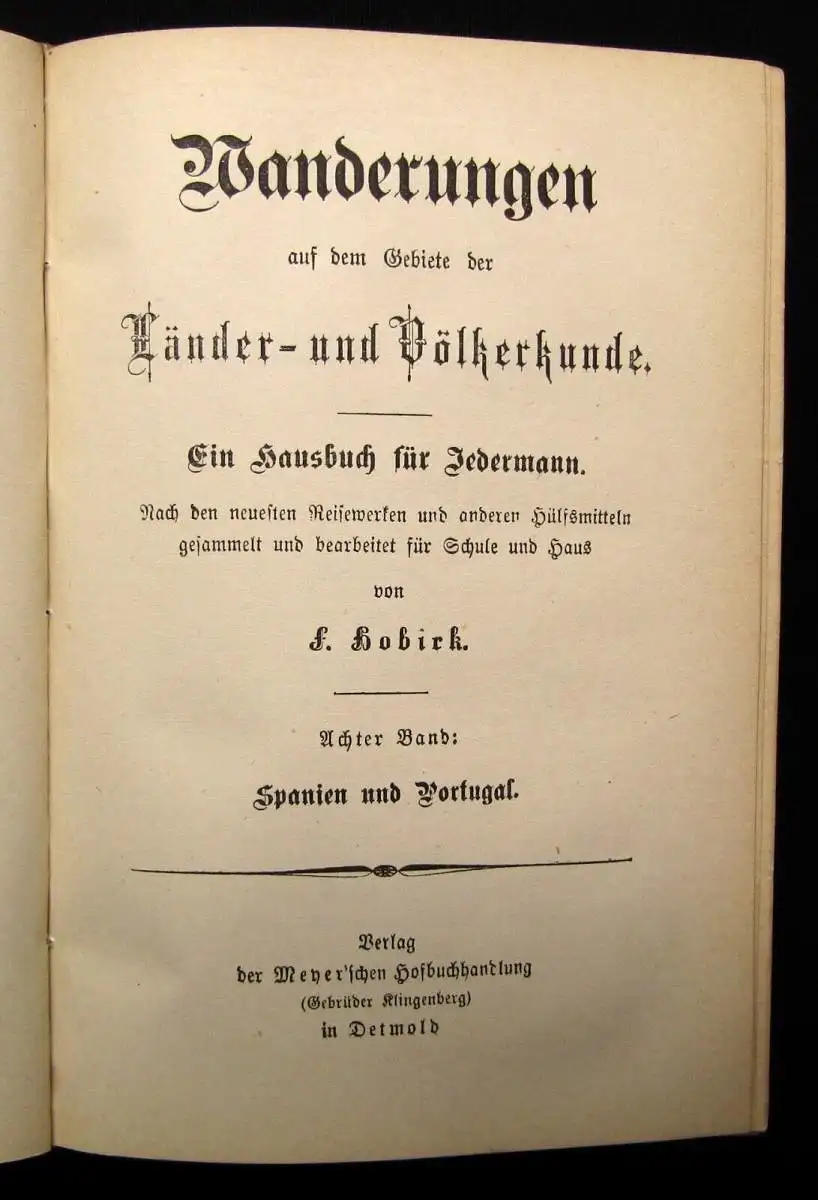 Wanderungen
auf dem Gebiete der
Länder- und Völkerkunde.
Ein Hausbuch für Jedermann.
Nach den neuesten Reisewerken und anderen Hülfsmitteln
gesammelt und bearbeitet für Schule und Haus
von
F. Hobirk.
Achter Band:
Spanien und Portugal.
Verlag
der Meyer'schen Hofbuchhandlung
(Gebrüder Klingenberg)
in Detmold